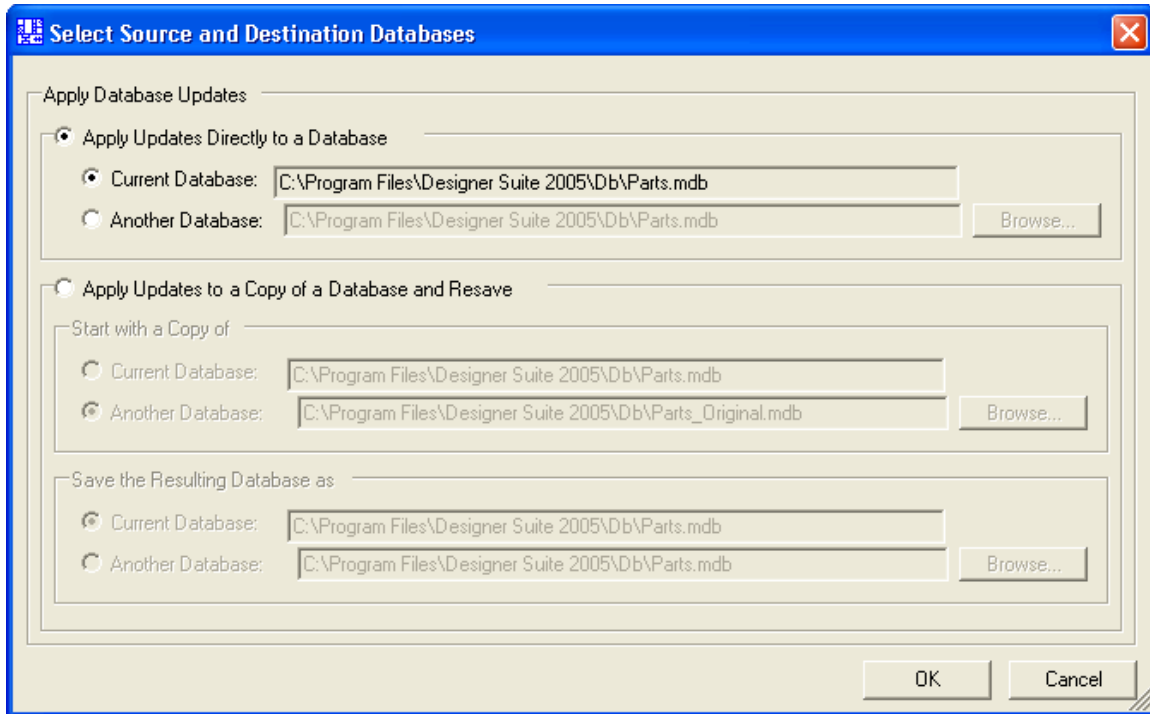 Select Source and Destination Databases
Apply Database Updates
Apply Updates Directly to a Database
Current Database: C:\Program Files\Designer Suite 2005\Db\Parts.mdb
Another Database: C:\Program Files\Designer Suite 2005\Db\Parts.mdb Browse...
Apply Updates to a Copy of a Database and Resave
Start with a Copy of
Current Database: C:\Program Files\Designer Suite 2005\Db\Parts.mdb
Another Database: C:\Program Files\Designer Suite 2005\Db\Parts_Original.mdb Browse...
Save the Resulting Database as
Current Database: C:\Program Files\Designer Suite 2005\Db\Parts.mdb
Another Database: C:\Program Files\Designer Suite 2005\Db\Parts.mdb Browse...
OK Cancel